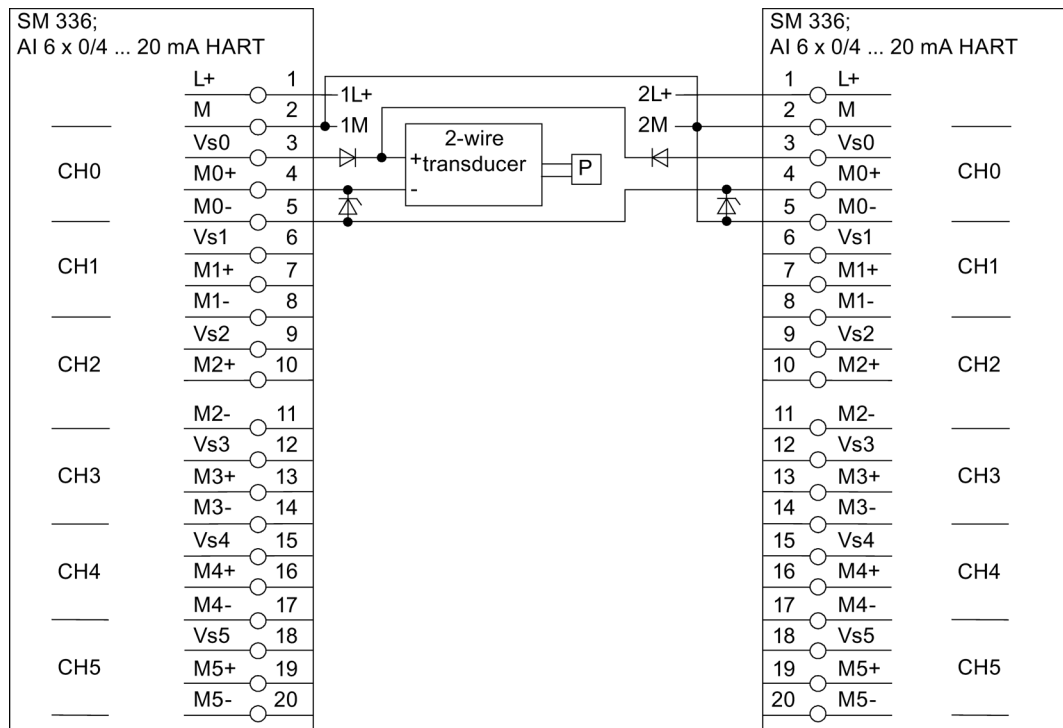 SM 336;
AI 6 x 0/4 ... 20 mA HART
L+ 1
M 2
CH0
Vs0 3
M0+ 4
M0- 5
CH1
Vs1 6
M1+ 7
M1- 8
CH2
Vs2 9
M2+ 10
M2- 11
CH3
Vs3 12
M3+ 13
M3- 14
CH4
Vs4 15
M4+ 16
M4- 17
CH5
Vs5 18
M5+ 19
M5- 20
1L+
1M
2-wire
+transducer
-
P
2L+
2M
SM 336;
AI 6 x 0/4 ... 20 mA HART
1 L+
2 M
3 Vs0
4 M0+
5 M0-
CH0
6 Vs1
7 M1+
8 M1-
CH1
9 Vs2
10 M2+
11 M2-
CH2
12 Vs3
13 M3+
14 M3-
CH3
15 Vs4
16 M4+
17 M4-
CH4
18 Vs5
19 M5+
20 M5-
CH5